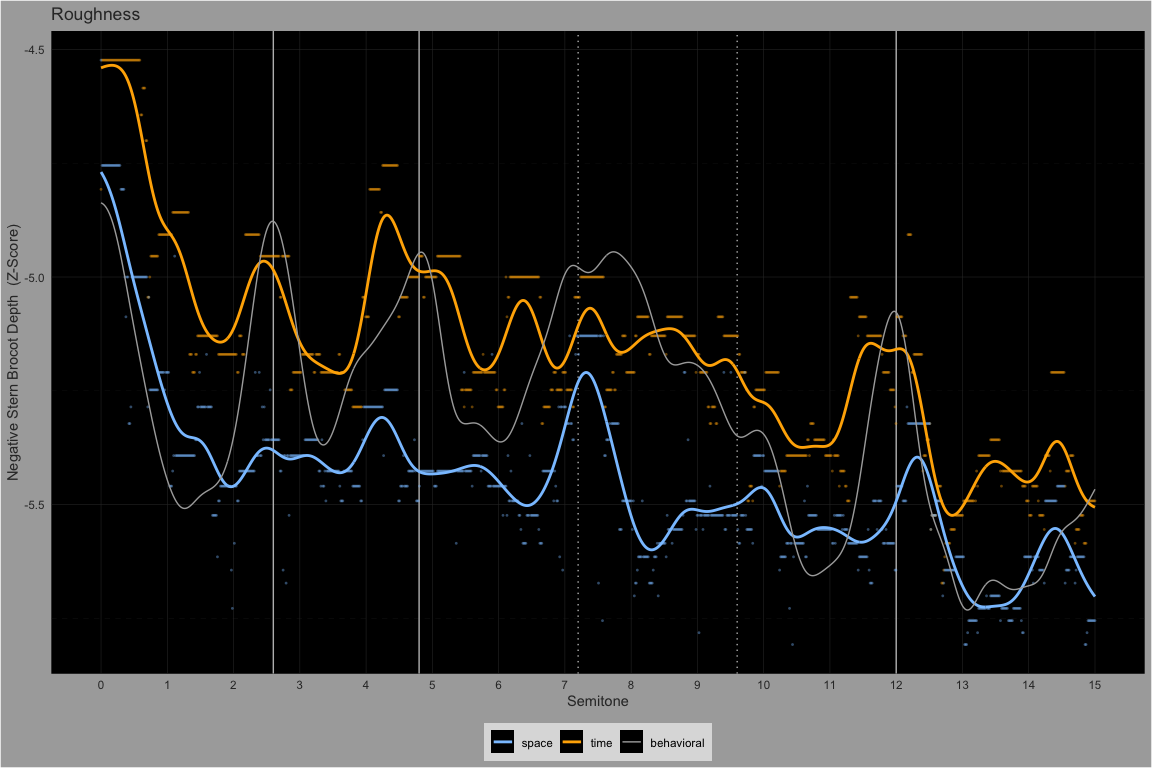 Roughness
Negative Stern Brocot Depth (Z-Score)
-4.5
-5.0
-5.5
0 1 2 3 4 5 6 7 8 9 10 11 12 13 14 15
Semitone
space time behavioral